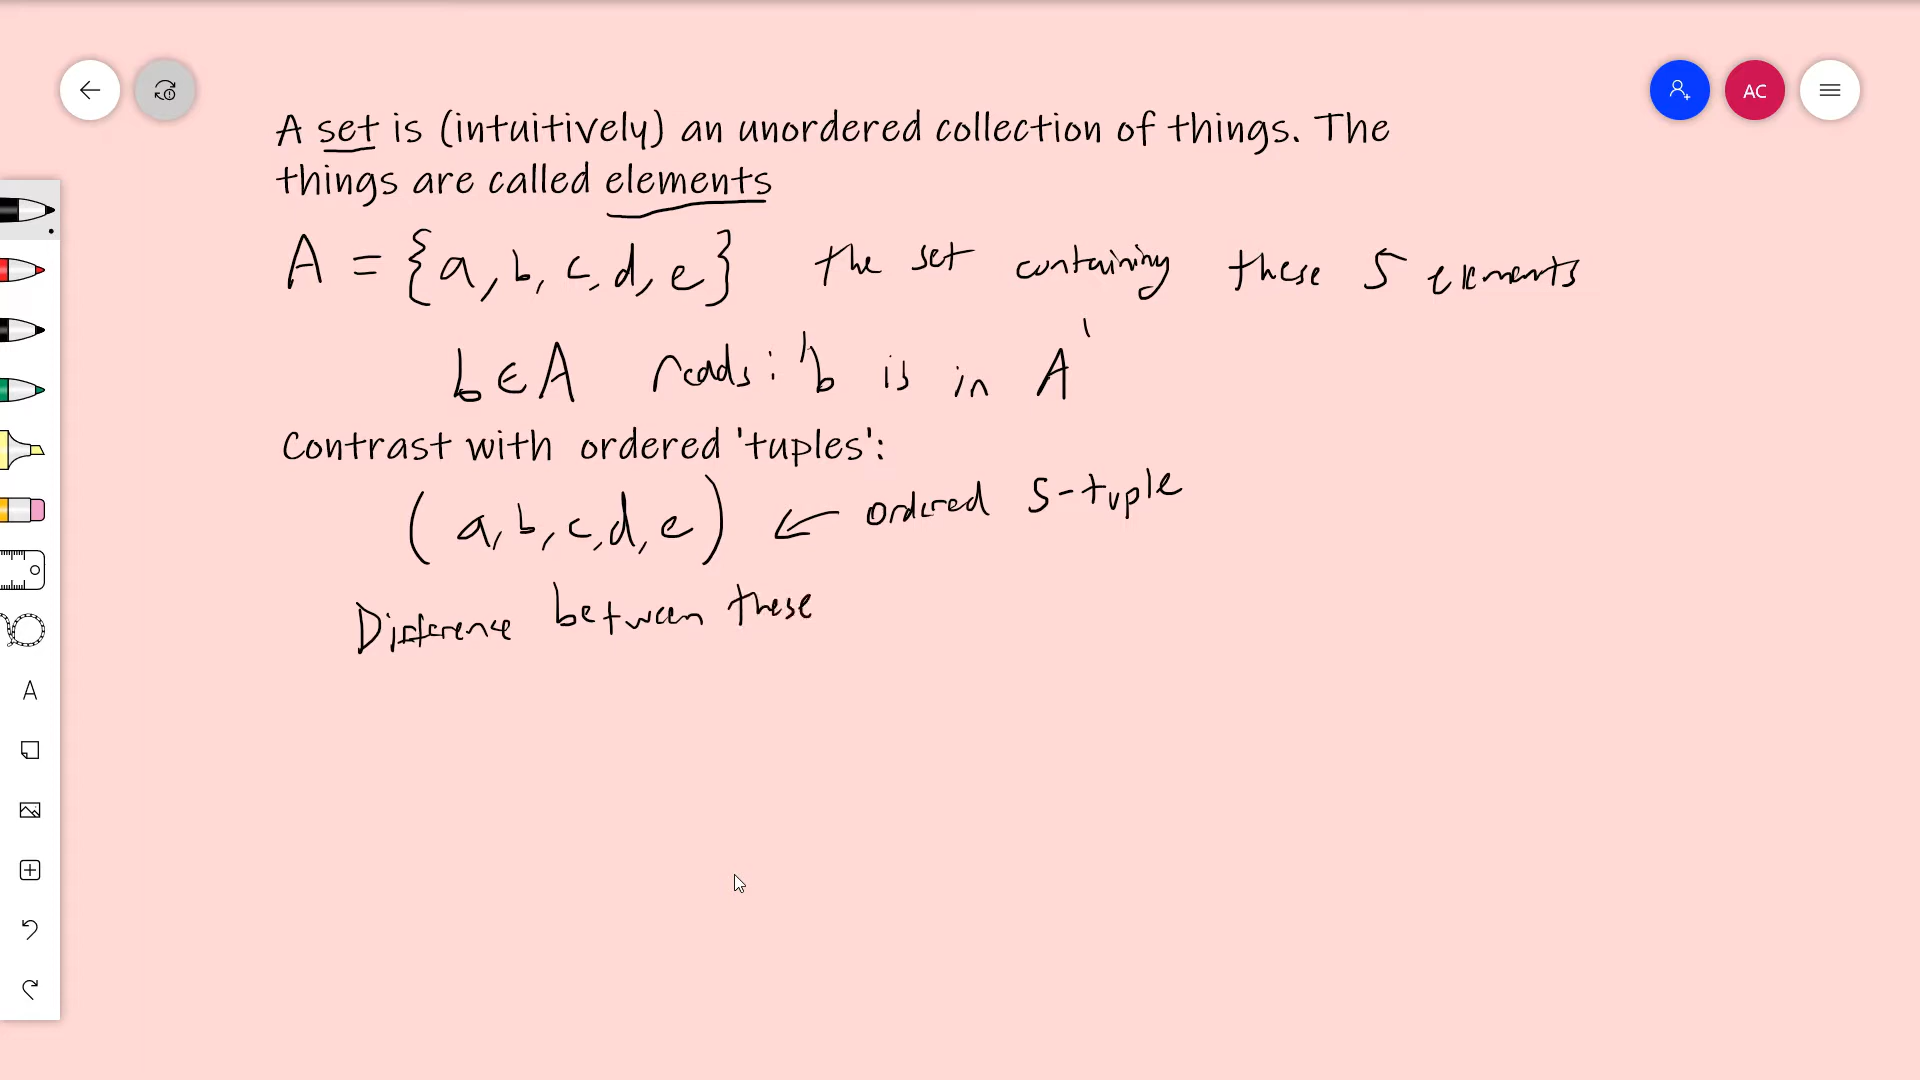 AC
A set is (intuitively) an unordered collection of things. The
things are called elements
A = {a, b, c, d, e} the set containing these 5 elements
b ∈ A reads: 'b is in A'
Contrast with ordered 'tuples':
(a, b, c, d, e) ← ordered 5-tuple
Difference between these
A